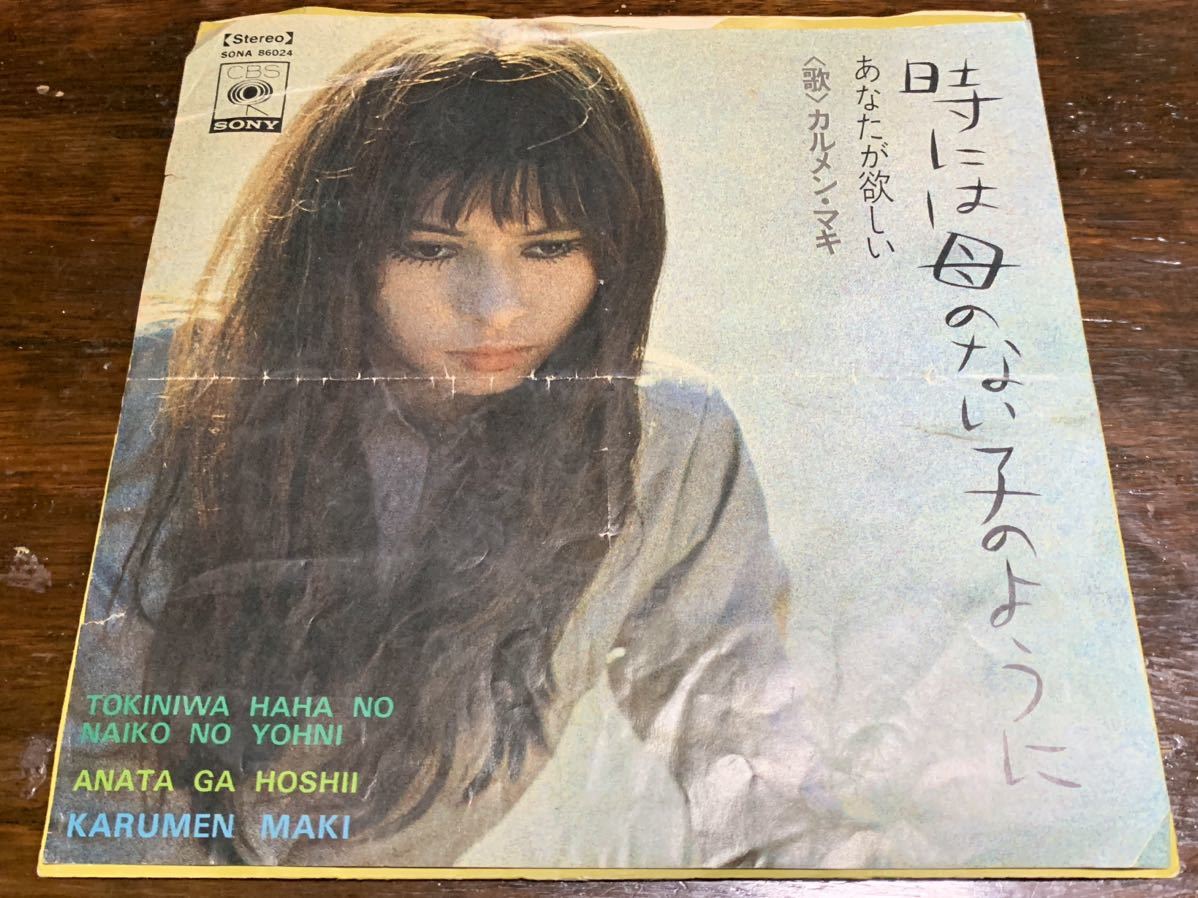 【Stereo】
SONA 86024
CBS
SONY
時には母のない子のように
あなたが欲しい
〈歌〉カルメン・マキ
TOKINIWA HAHA NO
NAIKO NO YOHNI
ANATA GA HOSHII
KARUMEN MAKI